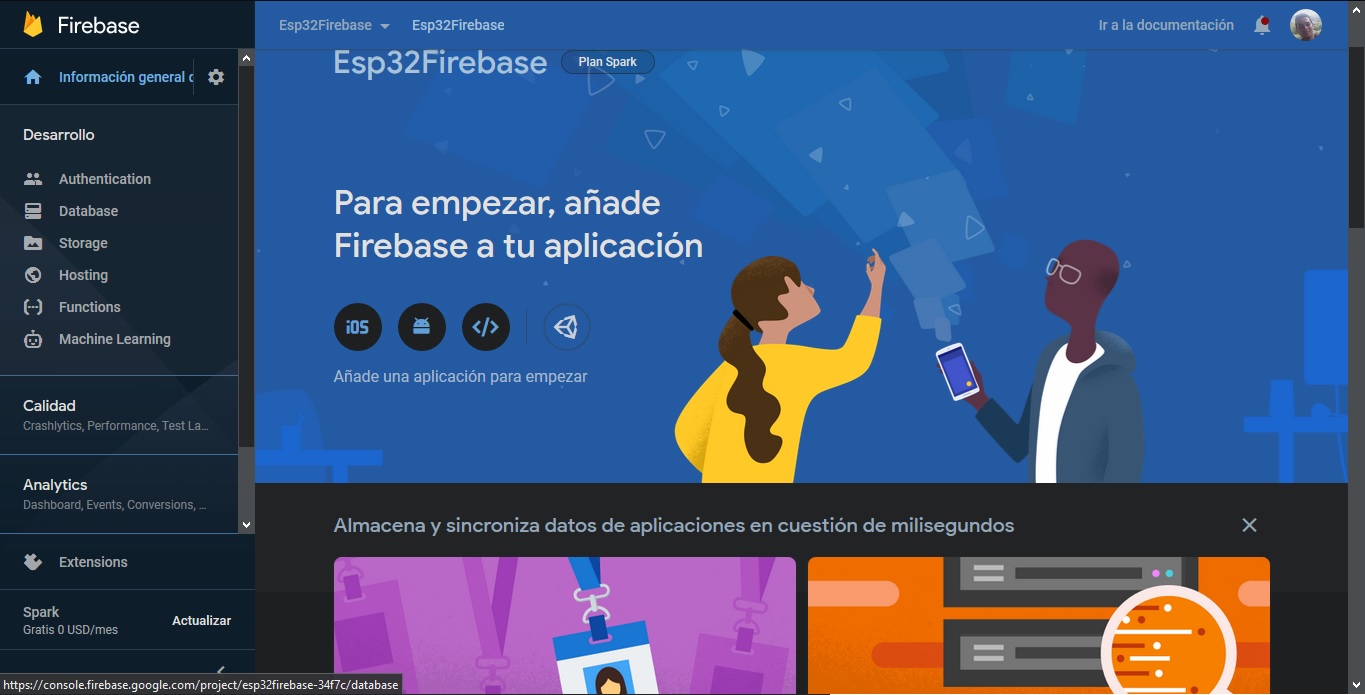 Firebase
Esp32Firebase
Esp32Firebase
Ir a la documentación
Información general c
Esp32Firebase
Plan Spark
Desarrollo
Authentication
Database
Storage
Hosting
Functions
Machine Learning
Para empezar, añade
Firebase a tu aplicación
iOS
Añade una aplicación para empezar
Calidad
Crashlytics, Performance, Test La...
Analytics
Dashboard, Events, Conversions, ...
Almacena y sincroniza datos de aplicaciones en cuestión de milisegundos
Extensions
Spark
Gratis 0 USD/mes
Actualizar
https://console.firebase.google.com/project/esp32firebase-34f7c/database